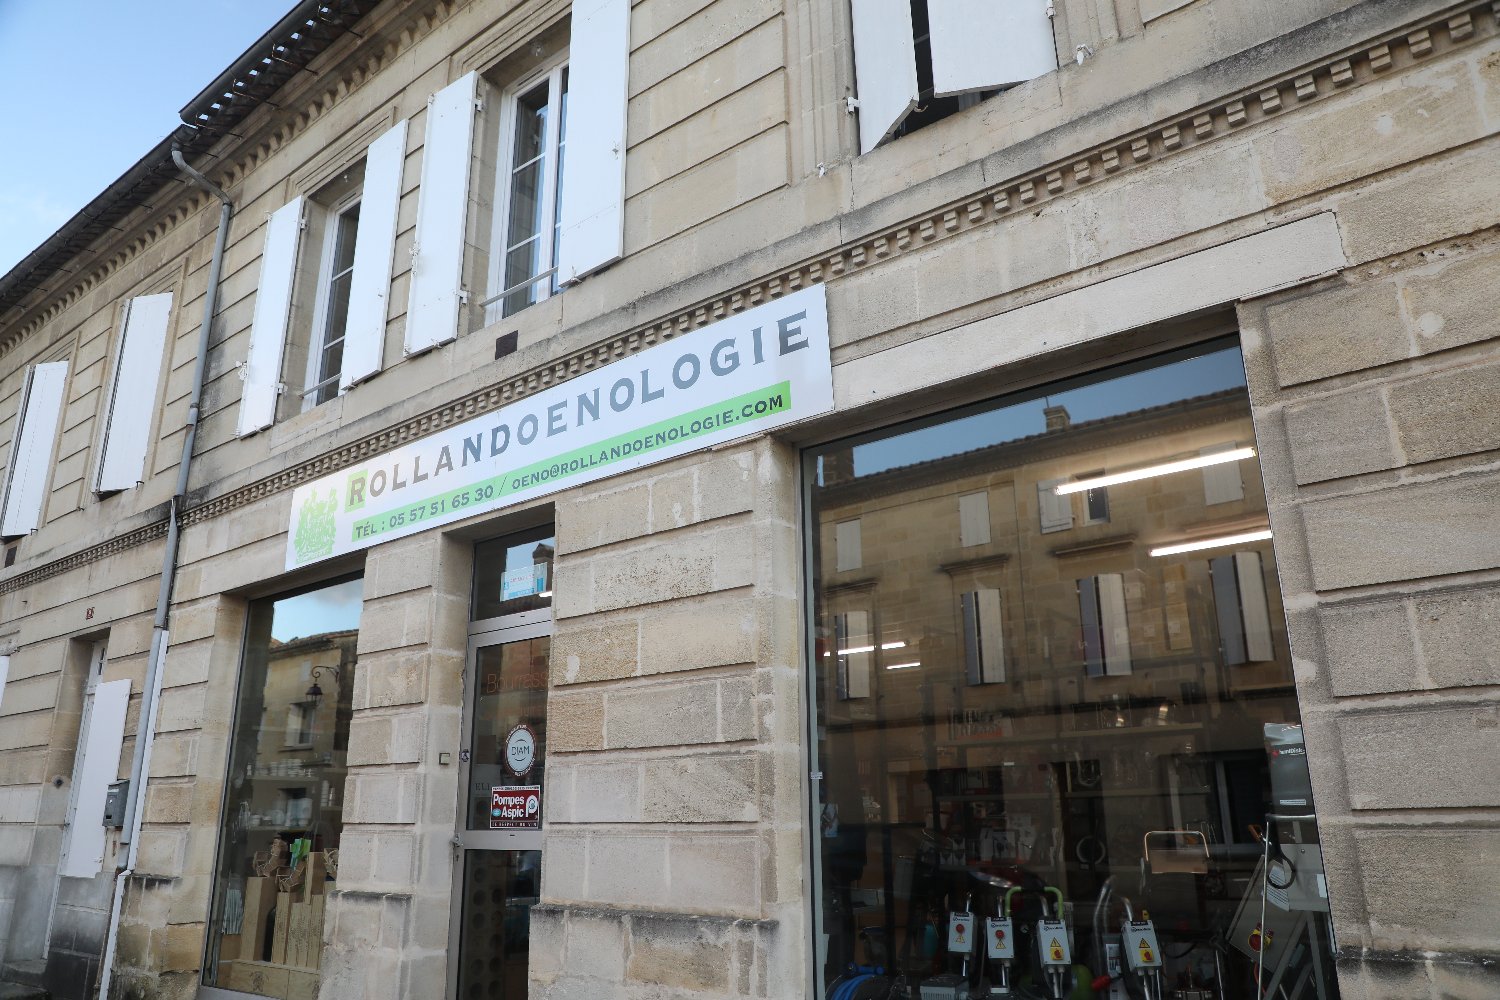 ROLLANDOENOLOGIE
TÉL : 05 57 51 65 30 / OENO@ROLLANDOENOLOGIE.COM
DIAM
Pompes
Aspic